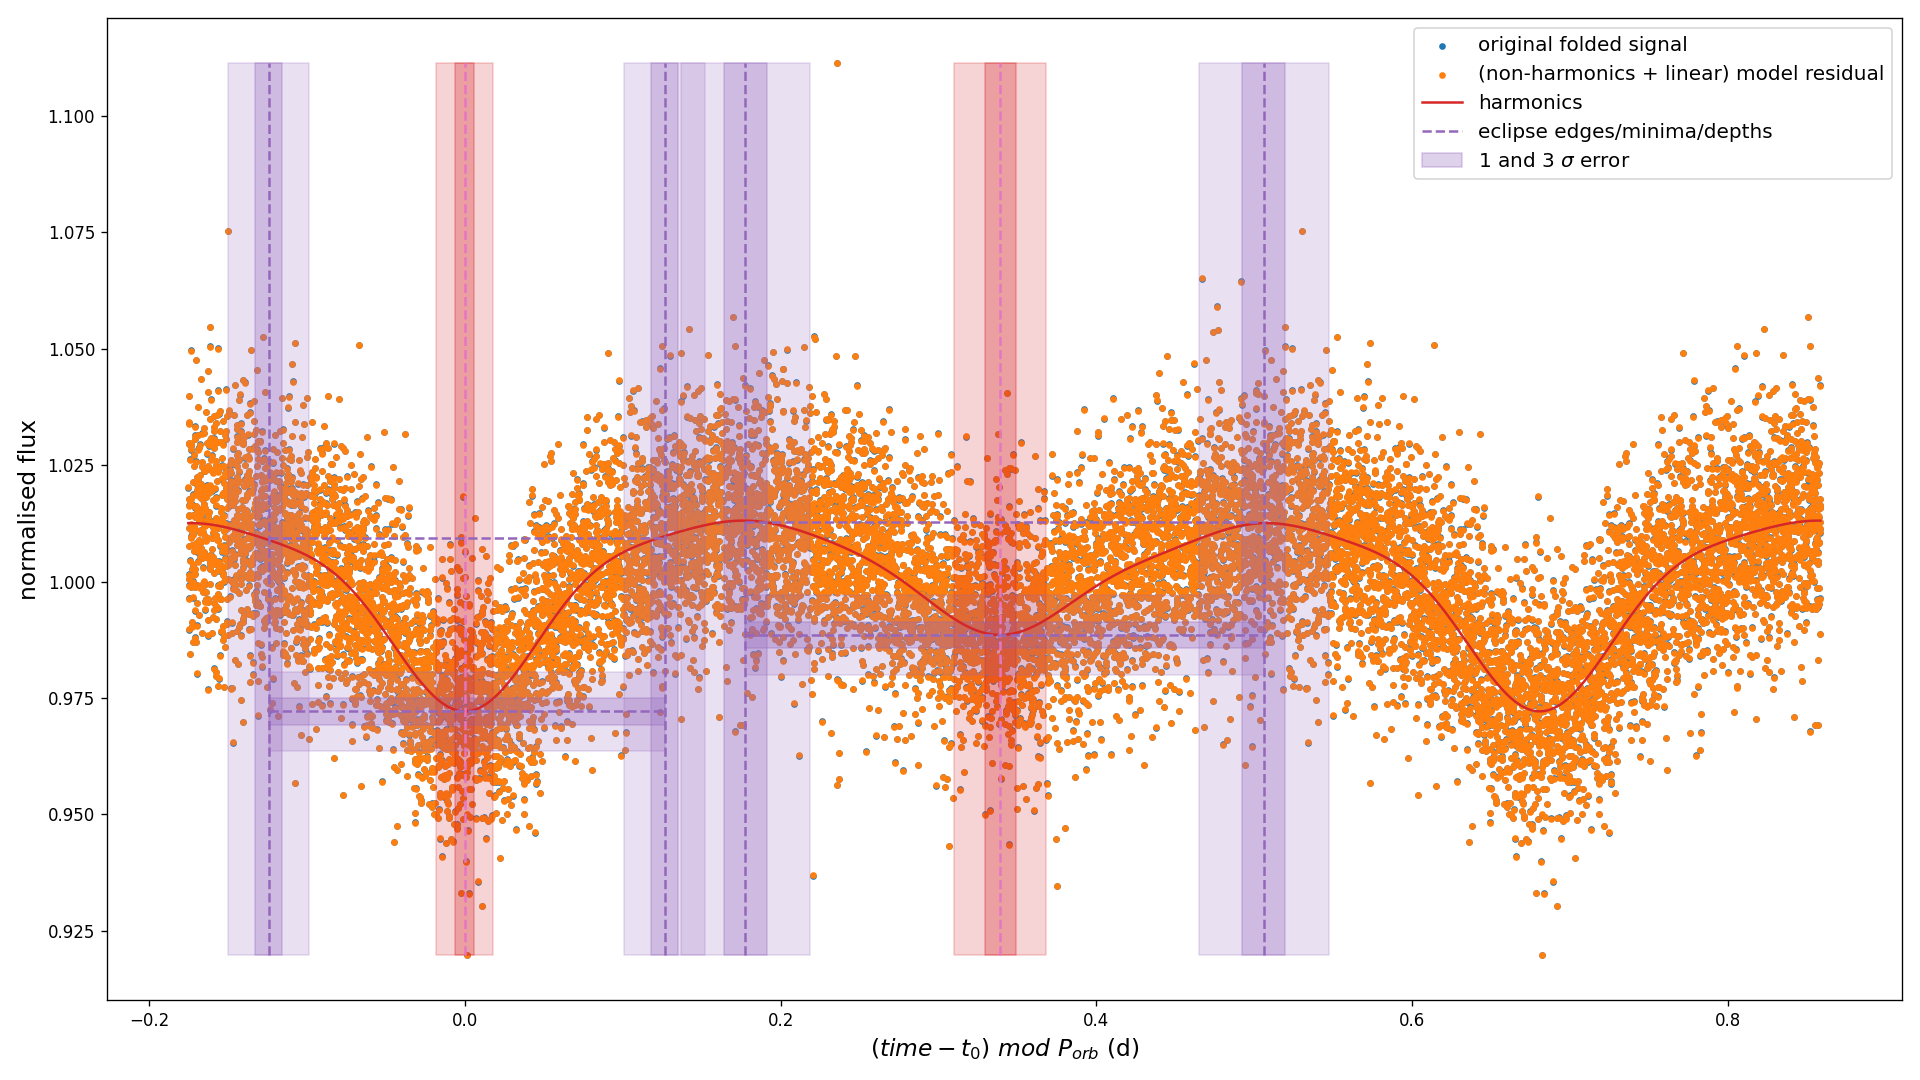 original folded signal
(non-harmonics + linear) model residual
harmonics
eclipse edges/minima/depths
1 and 3 σ error
normalised flux
1.100
1.075
1.050
1.025
1.000
0.975
0.950
0.925
−0.2
0.0
0.2
0.4
0.6
0.8
(time − t₀) mod P_orb (d)